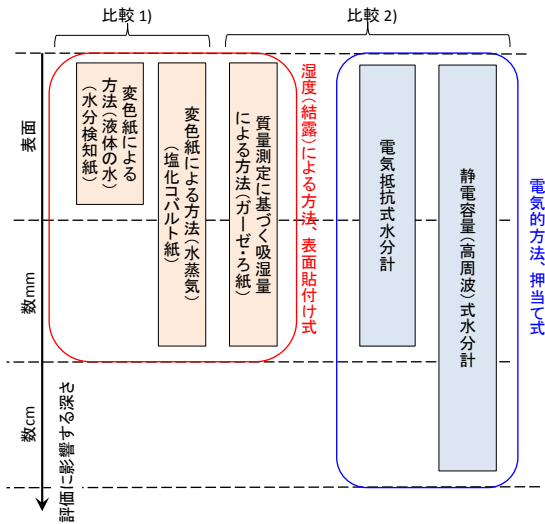 比較 1)
比較 2)
表面
数mm
数cm
評価に影響する深さ
変色紙による
方法(液体の水)
(水分検知紙)
変色紙による方法(水蒸気)
(塩化コバルト紙)
質量測定に基づく吸湿量
による方法(ガーゼ・ろ紙)
湿度(結露)による方法、表面貼付け式
電気抵抗式水分計
静電容量(高周波)式水分計
電気的方法、押当て式